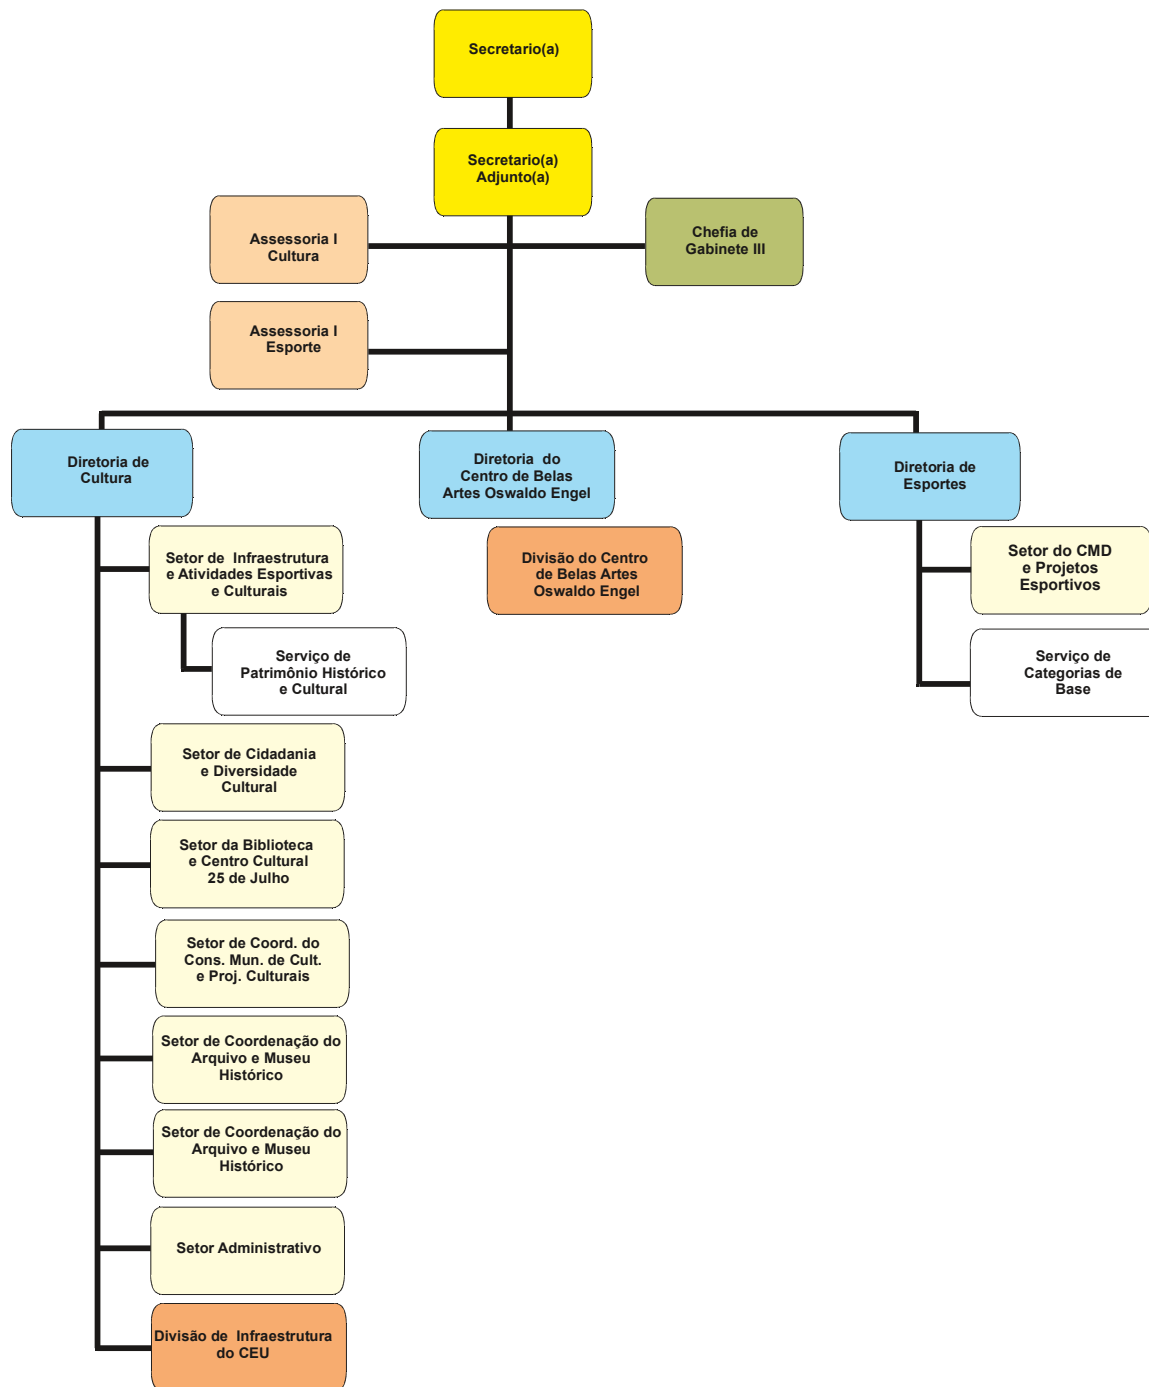 Secretario(a)
Secretario(a)
Adjunto(a)
Assessoria I
Cultura
Chefia de
Gabinete III
Assessoria I
Esporte
Diretoria de
Cultura
Diretoria do
Centro de Belas
Artes Oswaldo Engel
Diretoria de
Esportes
Setor de Infraestrutura
e Atividades Esportivas
e Culturais
Divisão do Centro
de Belas Artes
Oswaldo Engel
Setor do CMD
e Projetos
Esportivos
Serviço de
Patrimônio Histórico
e Cultural
Serviço de
Categorias de
Base
Setor de Cidadania
e Diversidade
Cultural
Setor da Biblioteca
e Centro Cultural
25 de Julho
Setor de Coord. do
Cons. Mun. de Cult.
e Proj. Culturais
Setor de Coordenação do
Arquivo e Museu
Histórico
Setor de Coordenação do
Arquivo e Museu
Histórico
Setor Administrativo
Divisão de Infraestrutura
do CEU